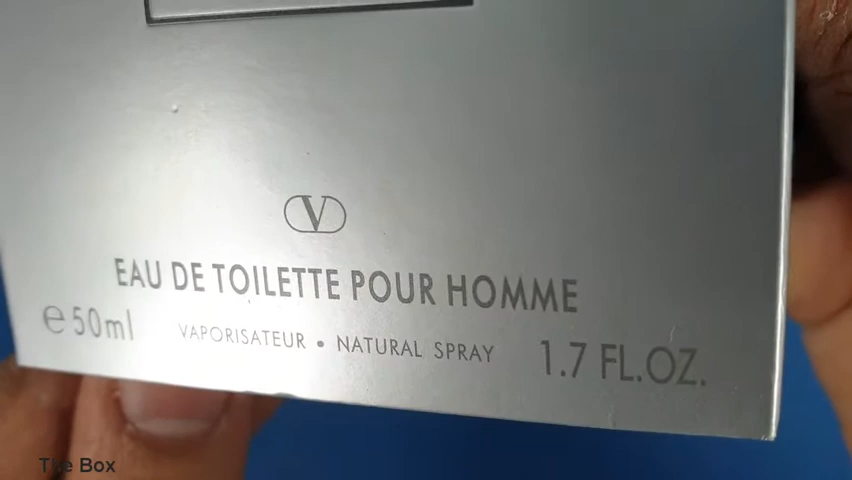 V
EAU DE TOILETTE POUR HOMME
℮ 50ml VAPORISATEUR • NATURAL SPRAY 1.7 FL.OZ.
The Box